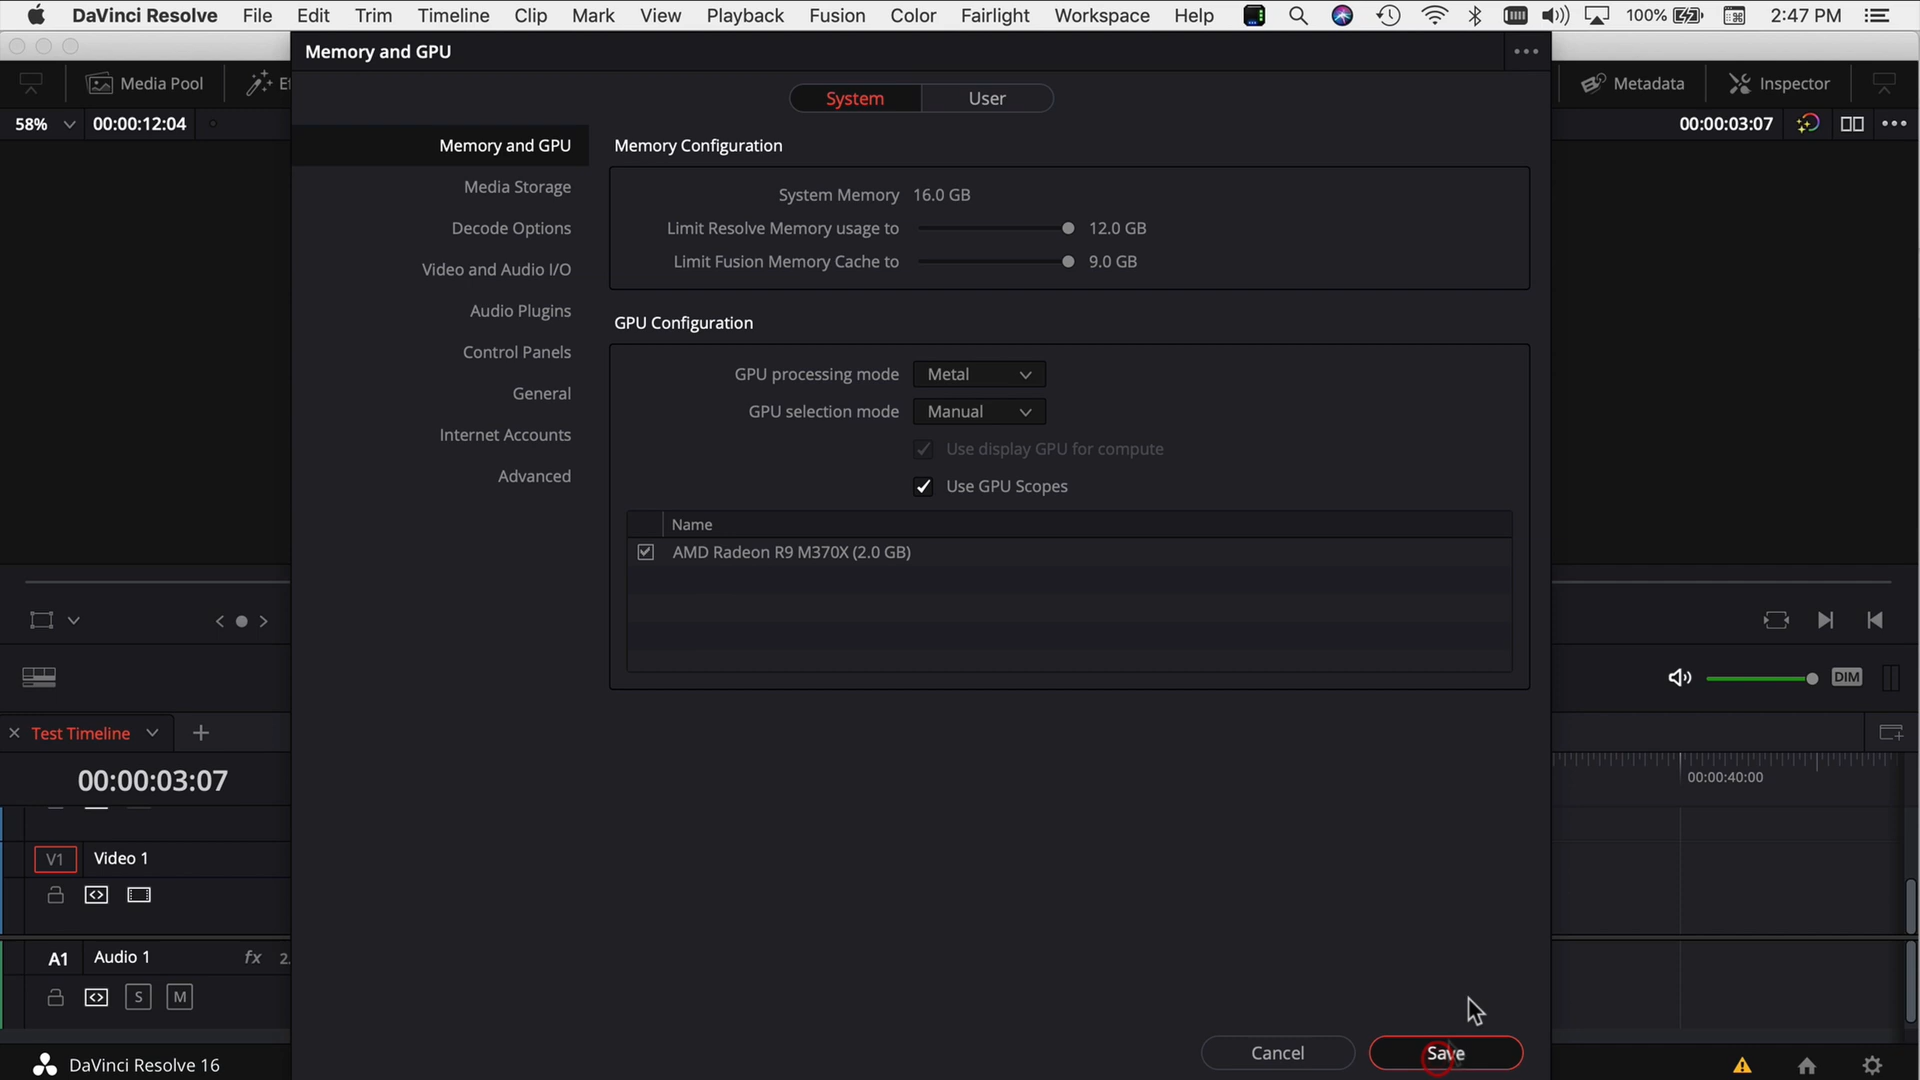 DaVinci Resolve File Edit Trim Timeline Clip Mark View Playback Fusion Color Fairlight Workspace Help 100% 2:47 PM
Memory and GPU
Media Pool
Metadata Inspector
System User
58% 00:00:12:04
00:00:03:07
Memory and GPU
Media Storage
Decode Options
Video and Audio I/O
Audio Plugins
Control Panels
General
Internet Accounts
Advanced
Memory Configuration
System Memory 16.0 GB
Limit Resolve Memory usage to 12.0 GB
Limit Fusion Memory Cache to 9.0 GB
GPU Configuration
GPU processing mode Metal
GPU selection mode Manual
Use display GPU for compute
Use GPU Scopes
Name
AMD Radeon R9 M370X (2.0 GB)
DIM
Test Timeline
00:00:03:07
00:00:40:00
V1 Video 1
A1 Audio 1 fx 2.
S M
Cancel Save
DaVinci Resolve 16